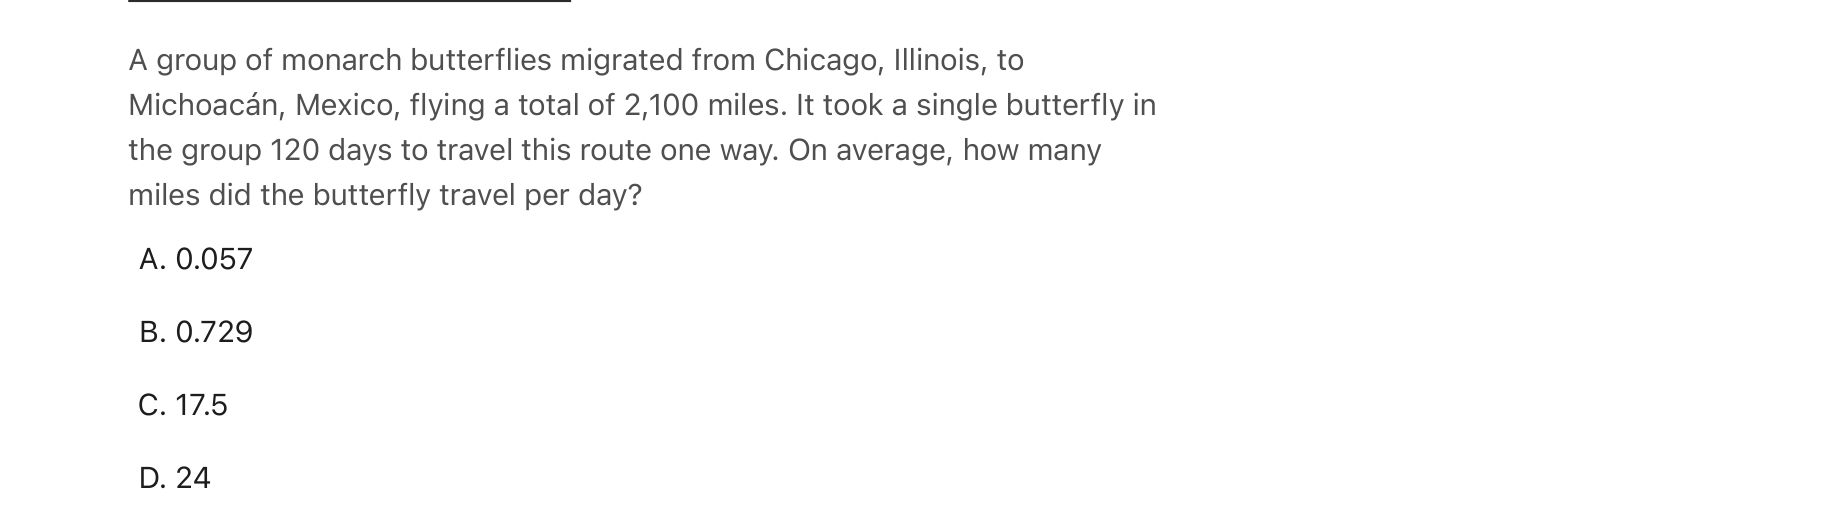 A group of monarch butterflies migrated from Chicago, Illinois, to
Michoacán, Mexico, flying a total of 2,100 miles. It took a single butterfly in
the group 120 days to travel this route one way. On average, how many
miles did the butterfly travel per day?
A. 0.057
B. 0.729
C. 17.5
D. 24